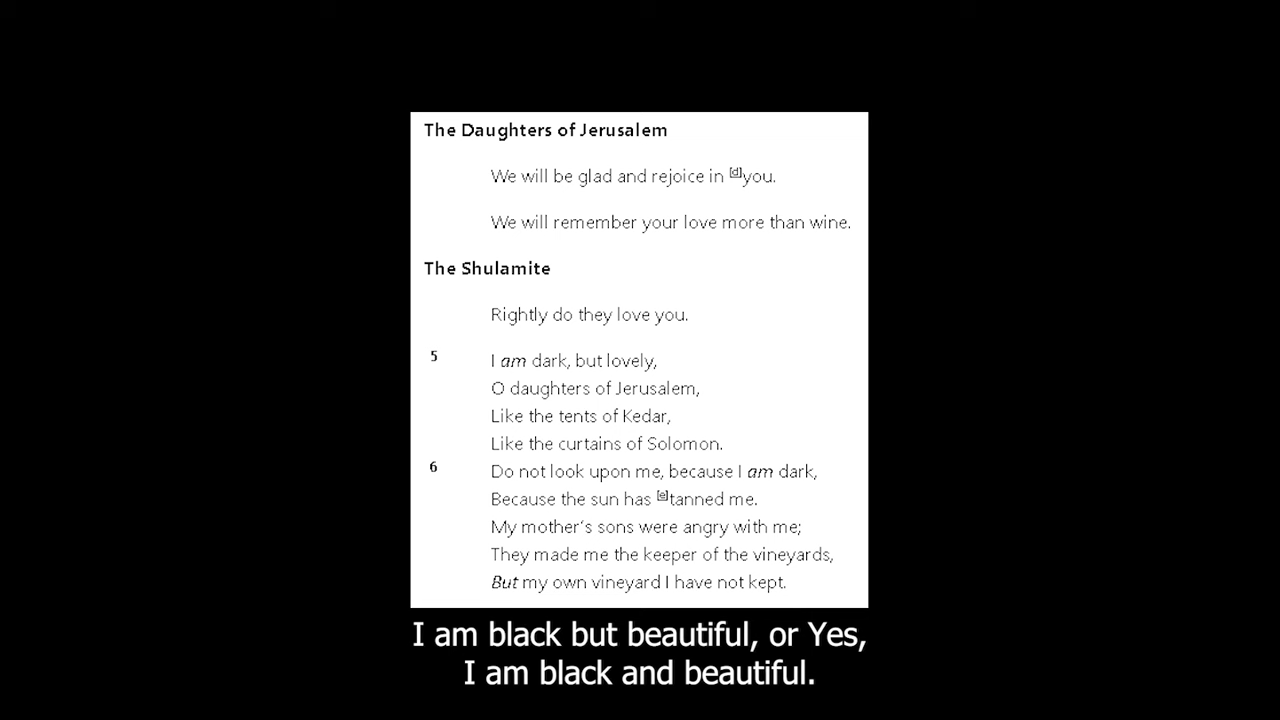 The Daughters of Jerusalem
We will be glad and rejoice in [d]you.
We will remember your love more than wine.
The Shulamite
Rightly do they love you.
5 I am dark, but lovely,
O daughters of Jerusalem,
Like the tents of Kedar,
Like the curtains of Solomon.
6 Do not look upon me, because I am dark,
Because the sun has [e]tanned me.
My mother's sons were angry with me;
They made me the keeper of the vineyards,
But my own vineyard I have not kept.
I am black but beautiful, or Yes,
I am black and beautiful.